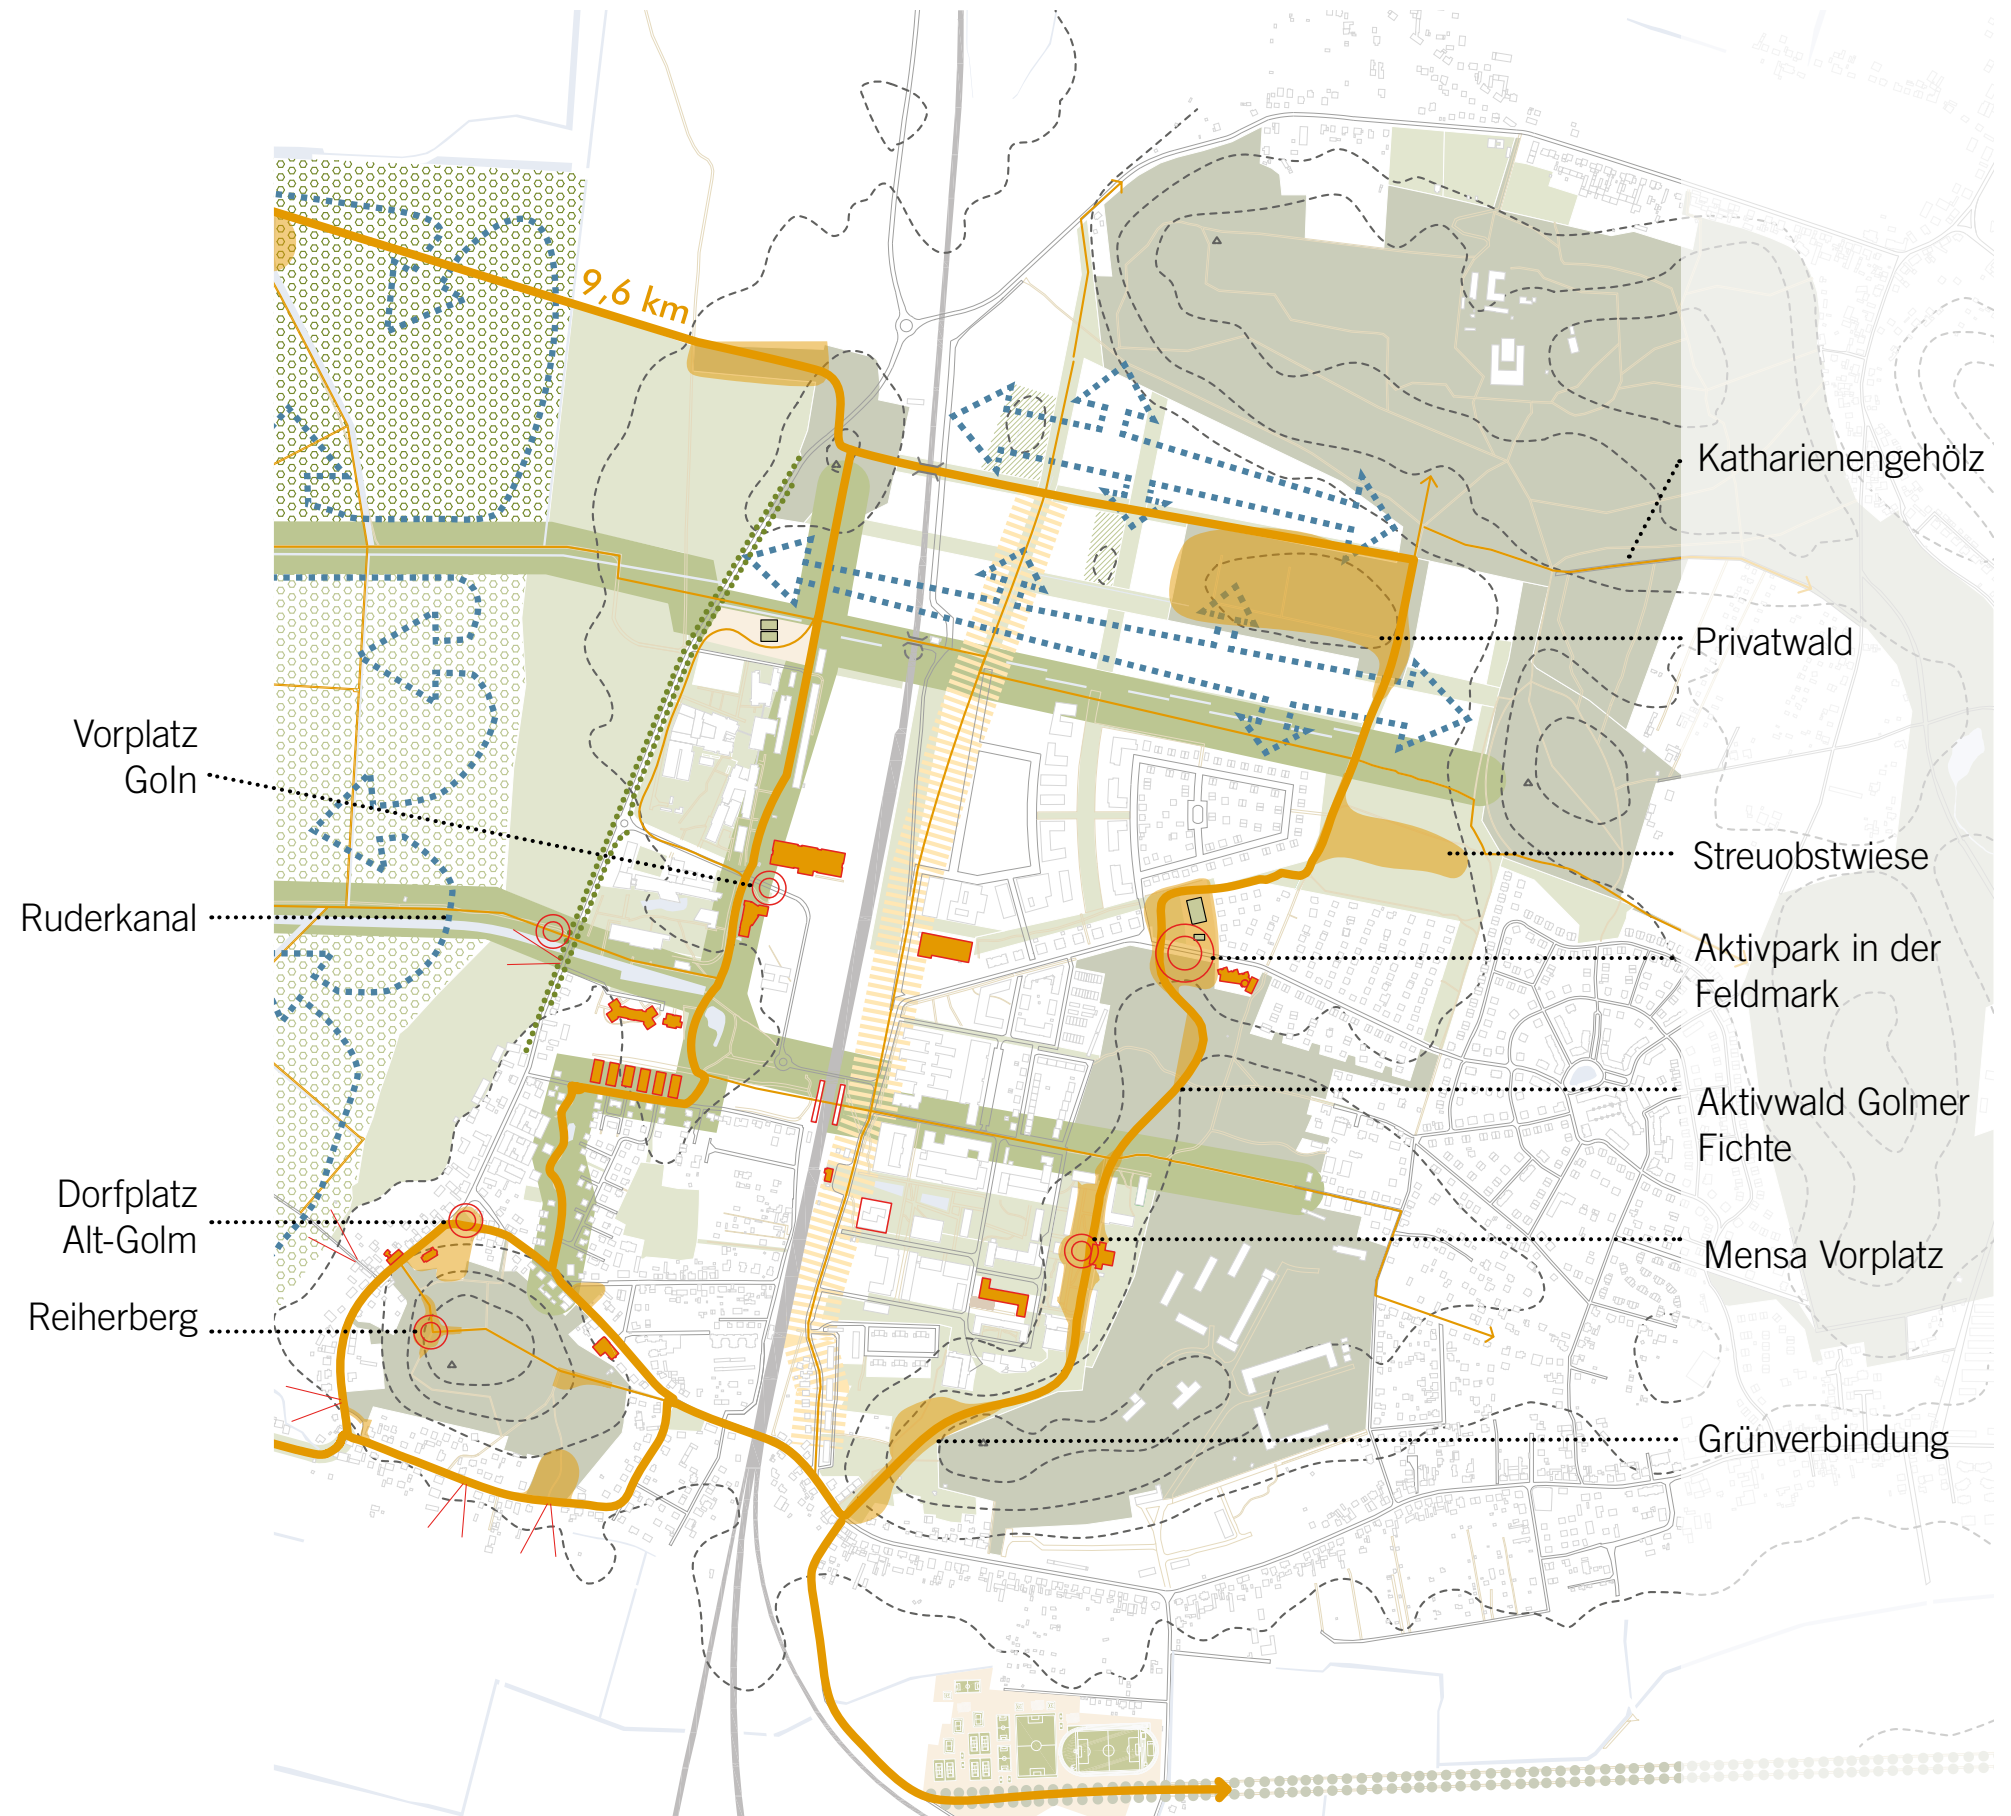 9,6 km
Katharienengehölz
Privatwald
Vorplatz
GoIn
Streuobstwiese
Ruderkanal
Aktivpark in der
Feldmark
Aktivwald Golmer
Fichte
Dorfplatz
Alt-Golm
Mensa Vorplatz
Reiherberg
Grünverbindung